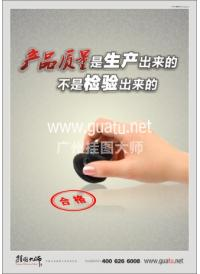 产品质量是生产出来的
不是检验出来的
www.guatu.net
广州挂图大师
合格
挂图大师
400 626 6008
www.guatu.net